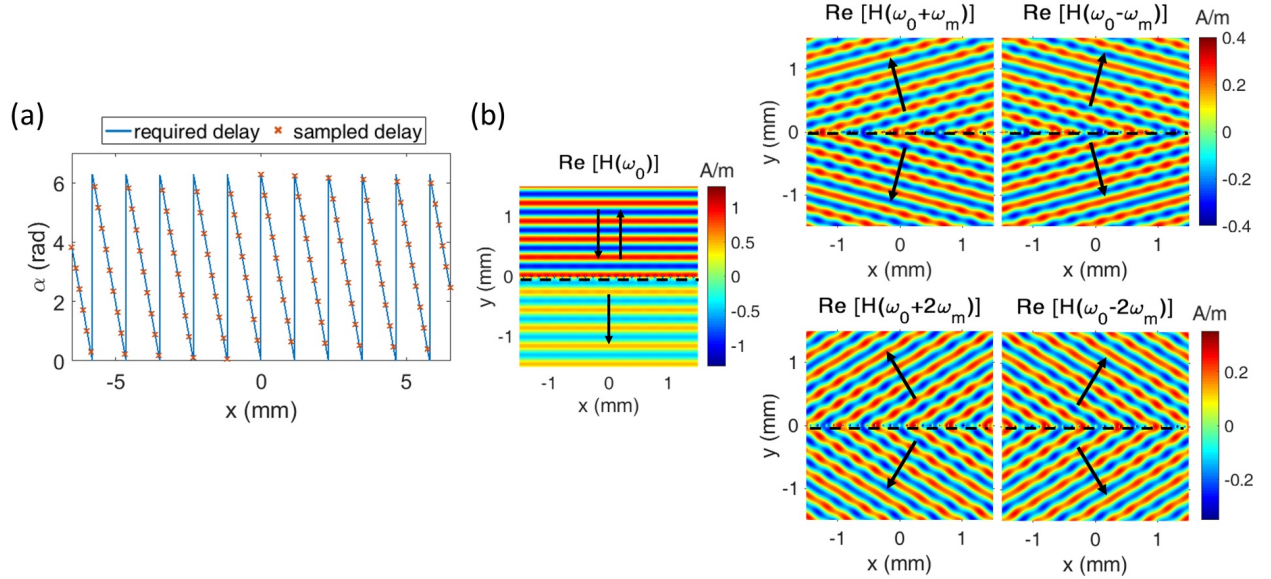 (a)
required delay
sampled delay
6
4
2
0
α (rad)
-5
0
5
x (mm)
(b)
Re [H(ω0)]
A/m
1
0
-1
y (mm)
-1
0
1
x (mm)
1
0.5
0
-0.5
-1
Re [H(ω0+ωm)]
Re [H(ω0-ωm)]
A/m
1
0
-1
y (mm)
-1
0
1
x (mm)
-1
0
1
x (mm)
0.4
0.2
0
-0.2
-0.4
Re [H(ω0+2ωm)]
Re [H(ω0-2ωm)]
A/m
1
0
-1
y (mm)
-1
0
1
x (mm)
-1
0
1
x (mm)
0.2
0
-0.2